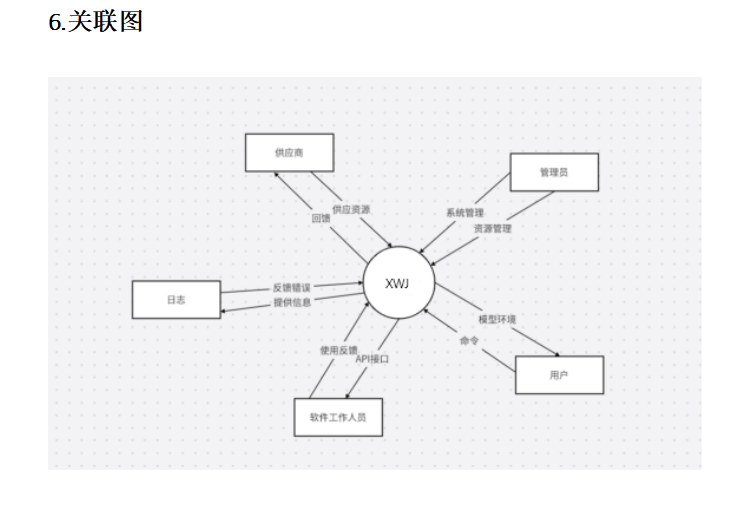 6.关联图
供应商
管理员
供应资源
回馈
系统管理
资源管理
XWJ
反馈错误
提供信息
日志
模型环境
命令
使用反馈
API接口
用户
软件工作人员